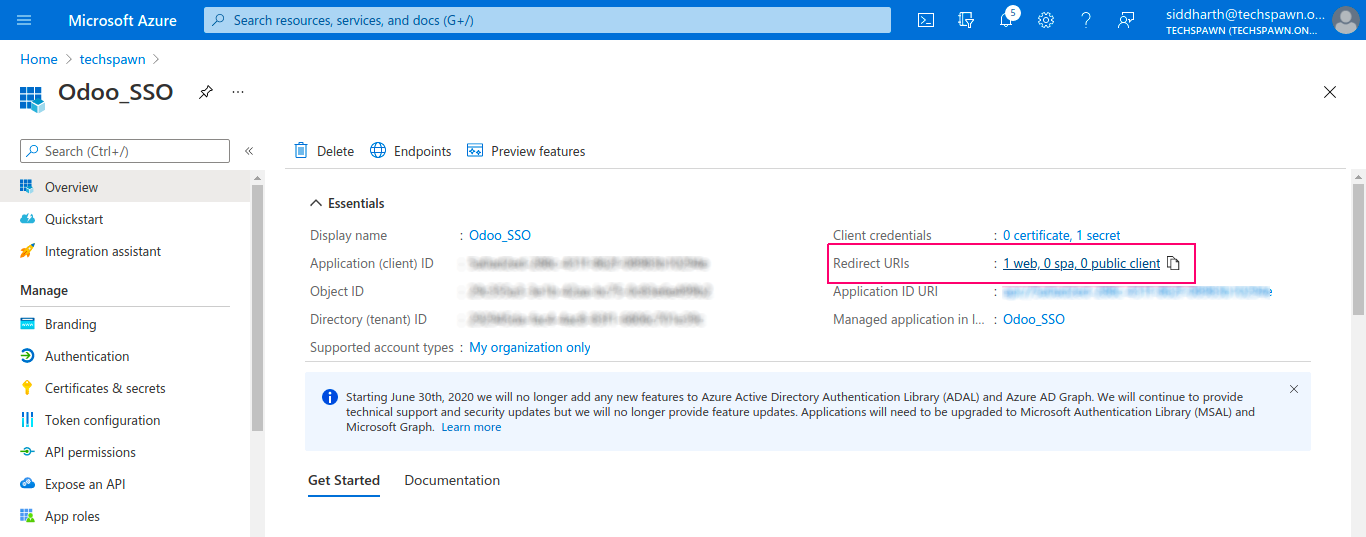 Microsoft Azure
Search resources, services, and docs (G+/)
5
siddharth@techspawn.o...
TECHSPAWN (TECHSPAWN.ON...
Home > techspawn >
Odoo_SSO
...
Search (Ctrl+/)
«
Overview
Quickstart
Integration assistant
Manage
Branding
Authentication
Certificates & secrets
Token configuration
API permissions
Expose an API
App roles
Delete
Endpoints
Preview features
Essentials
Display name : Odoo_SSO
Application (client) ID :
Object ID :
Directory (tenant) ID :
Supported account types : My organization only
Client credentials : 0 certificate, 1 secret
Redirect URIs : 1 web, 0 spa, 0 public client
Application ID URI :
Managed application in l... : Odoo_SSO
Starting June 30th, 2020 we will no longer add any new features to Azure Active Directory Authentication Library (ADAL) and Azure AD Graph. We will continue to provide
technical support and security updates but we will no longer provide feature updates. Applications will need to be upgraded to Microsoft Authentication Library (MSAL) and
Microsoft Graph. Learn more
Get Started
Documentation